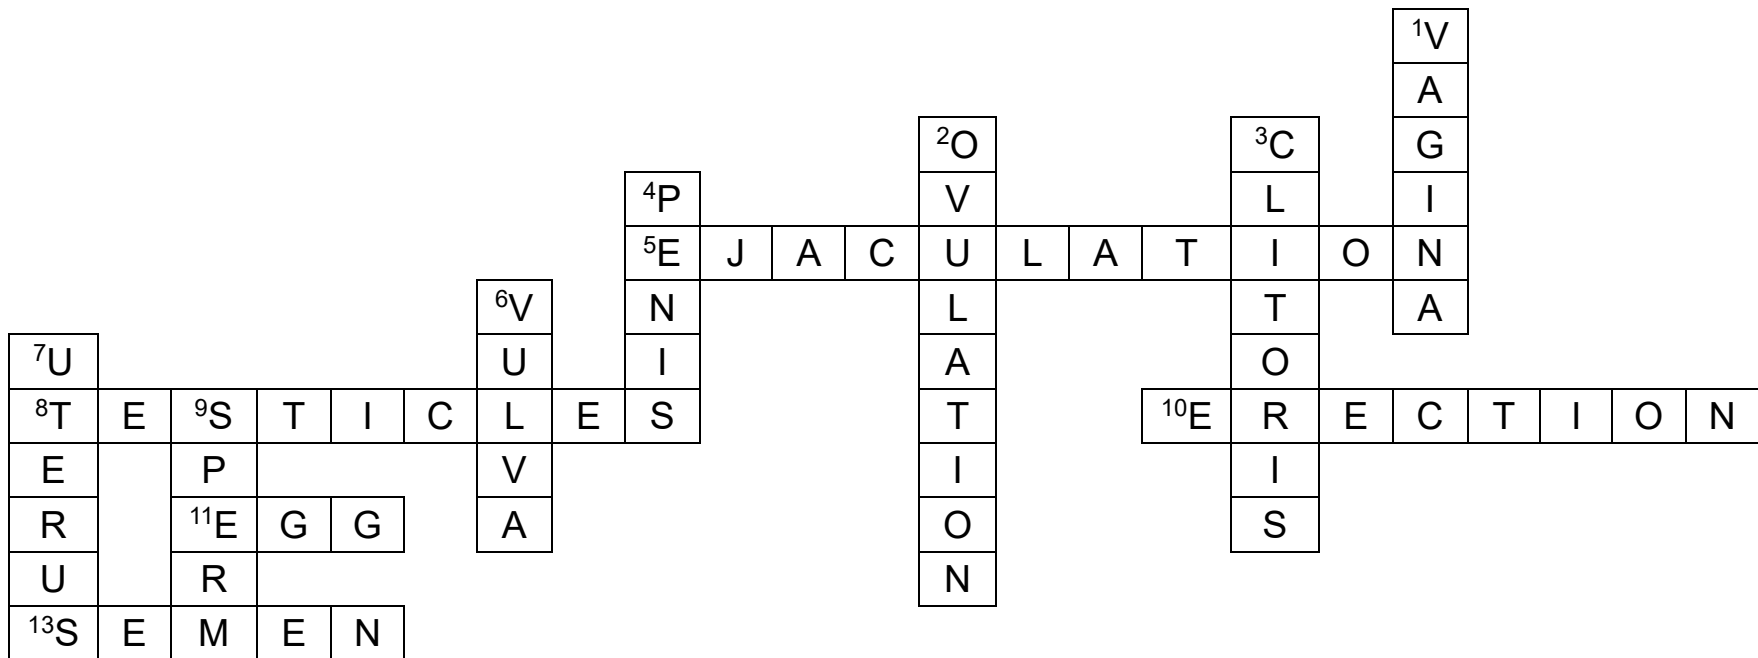 1V
A
2O 3C G
4P V L I
5E J A C U L A T I O N
6V N L T A
7U U I A O
8T E 9S T I C L E S T 10E R E C T I O N
E P V I I
R 11E G G A O S
U R N
13S E M E N